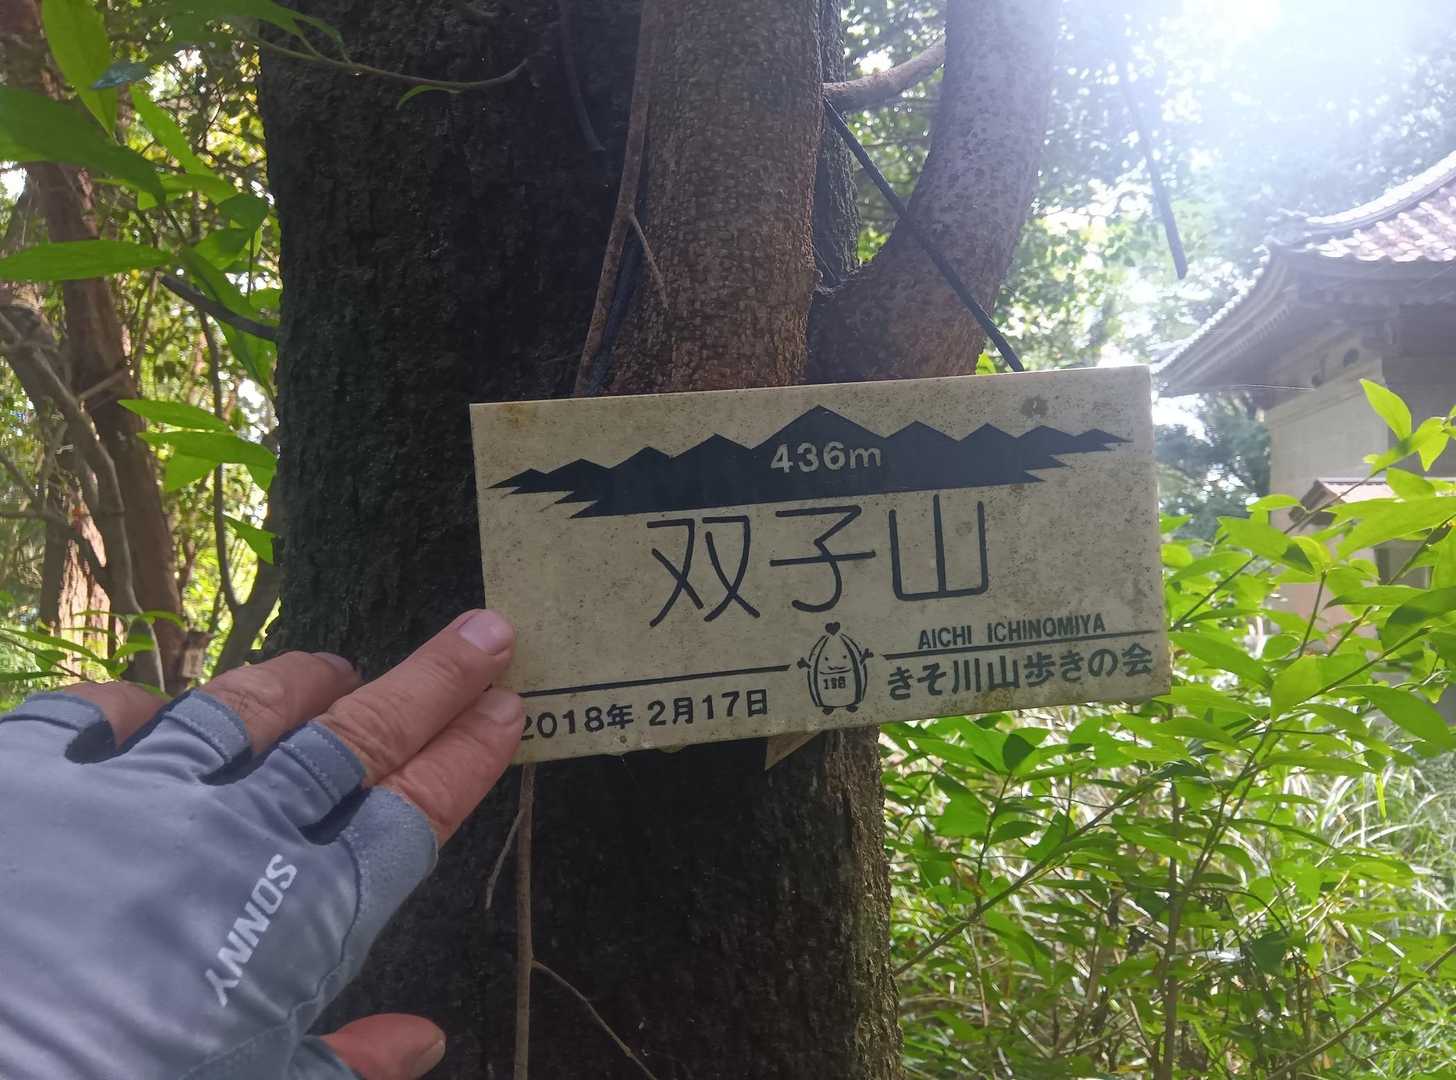 436m
双子山
AICHI ICHINOMIYA
2018年 2月17日
138
きそ川山歩きの会
SONNY